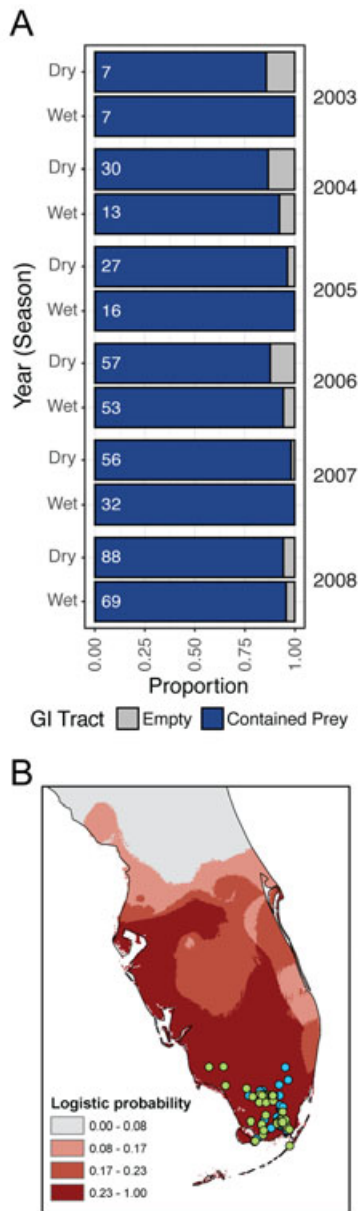 A
Year (Season)
Dry 7
Wet 7
2003
Dry 30
Wet 13
2004
Dry 27
Wet 16
2005
Dry 57
Wet 53
2006
Dry 56
Wet 32
2007
Dry 88
Wet 69
2008
0.00 0.25 0.50 0.75 1.00
Proportion
GI Tract Empty Contained Prey
B
Logistic probability
0.00 - 0.08
0.08 - 0.17
0.17 - 0.23
0.23 - 1.00